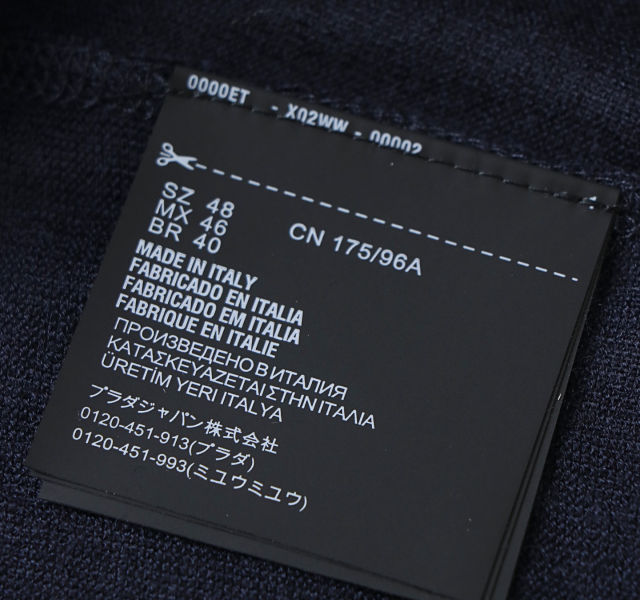 0000ET - X02WW - 00002
SZ 48
MX 46
BR 40
CN 175/96A
MADE IN ITALY
FABRICADO EN ITALIA
FABRICADO EM ITALIA
FABRIQUE EN ITALIE
ПРОИЗВЕДЕНО В ИТАЛИЯ
ΚΑΤΑΣΚΕΥΑΖΕΤΑΙ ΣΤΗΝ ΙΤΑΛΙΑ
ÜRETİM YERI ITALYA
プラダジャパン株式会社
0120-451-913(プラダ)
0120-451-993(ミュウミュウ)